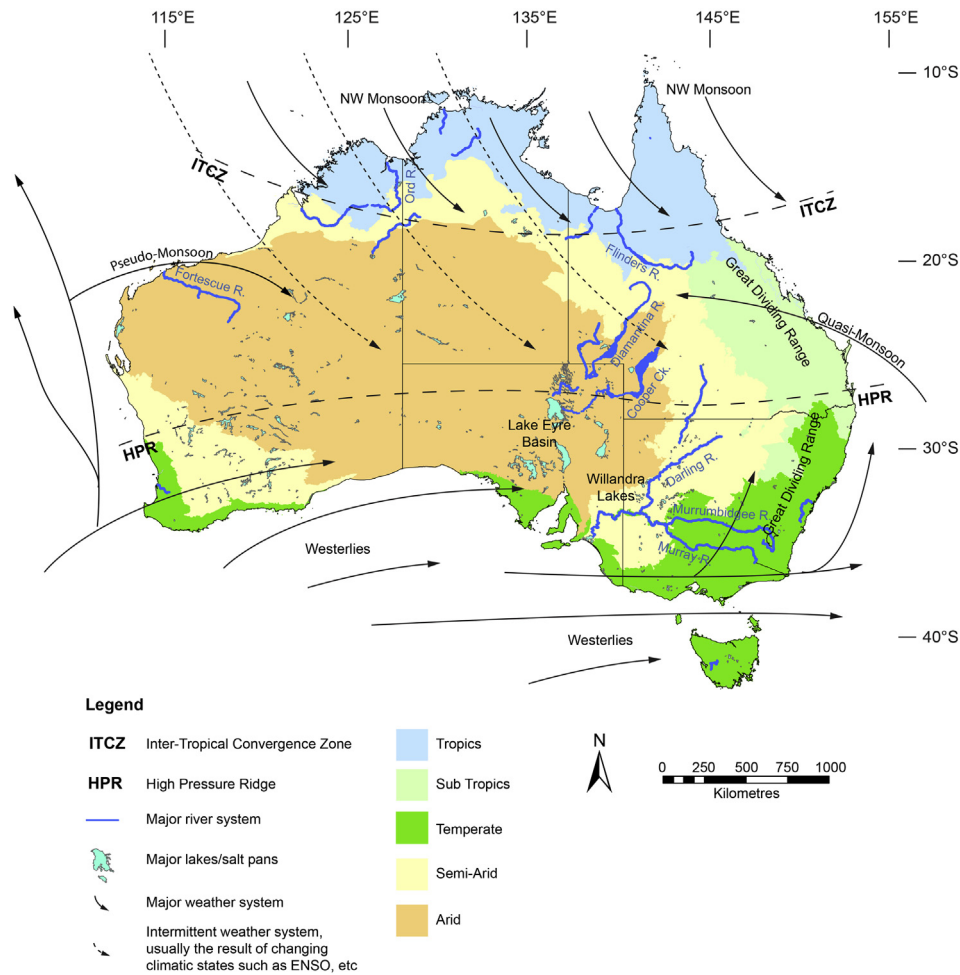 115°E
125°E
135°E
145°E
155°E
10°S
NW Monsoon
NW Monsoon
ITCZ
Ord R.
ITCZ
Pseudo-Monsoon
Fortescue R.
Flinders R.
Great Dividing Range
20°S
Diamantina R.
Quasi-Monsoon
Cooper Ck.
HPR
HPR
Lake Eyre
Basin
30°S
Willandra
Lakes
Darling R.
Great Dividing Range
Murrumbidgee R.
Murray R.
Westerlies
Westerlies
40°S
Legend
ITCZ Inter-Tropical Convergence Zone
HPR High Pressure Ridge
Major river system
Major lakes/salt pans
Major weather system
Intermittent weather system,
usually the result of changing
climatic states such as ENSO, etc
Tropics
Sub Tropics
Temperate
Semi-Arid
Arid
N
0 250 500 750 1000
Kilometres